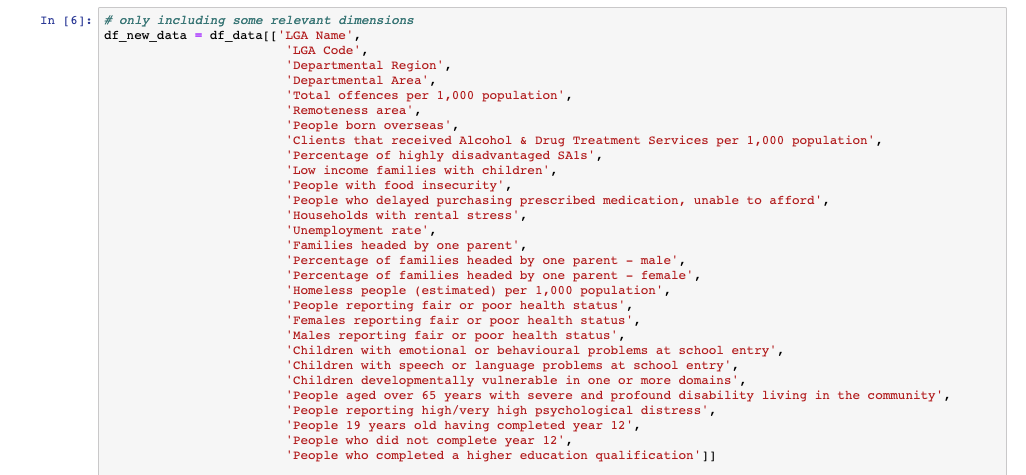 In [6]: # only including some relevant dimensions
df_new_data = df_data[['LGA Name',
'LGA Code',
'Departmental Region',
'Departmental Area',
'Total offences per 1,000 population',
'Remoteness area',
'People born overseas',
'Clients that received Alcohol & Drug Treatment Services per 1,000 population',
'Percentage of highly disadvantaged SA1s',
'Low income families with children',
'People with food insecurity',
'People who delayed purchasing prescribed medication, unable to afford',
'Households with rental stress',
'Unemployment rate',
'Families headed by one parent',
'Percentage of families headed by one parent - male',
'Percentage of families headed by one parent - female',
'Homeless people (estimated) per 1,000 population',
'People reporting fair or poor health status',
'Females reporting fair or poor health status',
'Males reporting fair or poor health status',
'Children with emotional or behavioural problems at school entry',
'Children with speech or language problems at school entry',
'Children developmentally vulnerable in one or more domains',
'People aged over 65 years with severe and profound disability living in the community',
'People reporting high/very high psychological distress',
'People 19 years old having completed year 12',
'People who did not complete year 12',
'People who completed a higher education qualification']]